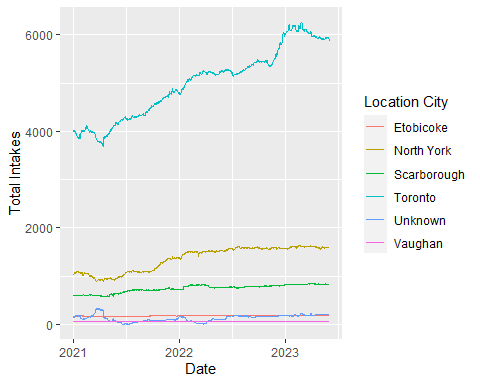 6000
4000
2000
0
Total Intakes
2021
2022
2023
Date
Location City
Etobicoke
North York
Scarborough
Toronto
Unknown
Vaughan